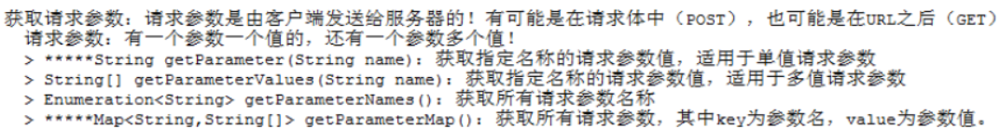 获取请求参数：请求参数是由客户端发送给服务器的！有可能是在请求体中（POST），也可能是在URL之后（GET）
请求参数：有一个参数一个值的，还有一个参数多个值！
> *****String getParameter(String name)：获取指定名称的请求参数值，适用于单值请求参数
> String[] getParameterValues(String name)：获取指定名称的请求参数值，适用于多值请求参数
> Enumeration<String> getParameterNames()：获取所有请求参数名称
> *****Map<String,String[]> getParameterMap()：获取所有请求参数，其中key为参数名，value为参数值。